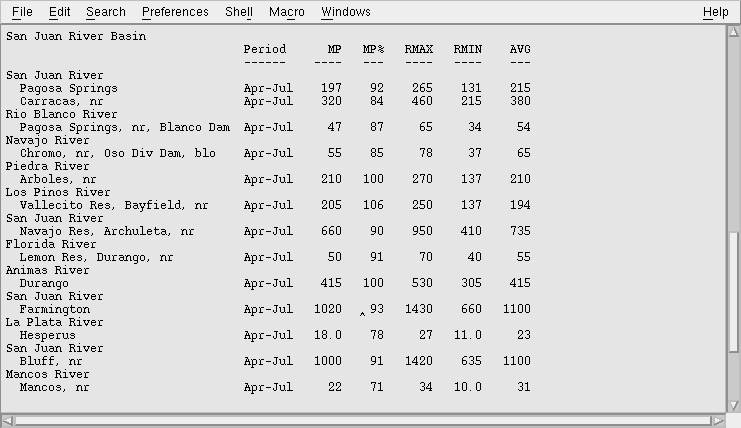 File Edit Search Preferences Shell Macro Windows Help
San Juan River Basin
Period MP MP% RMAX RMIN AVG
------ ---- --- ---- ---- ---
San Juan River
Pagosa Springs Apr-Jul 197 92 265 131 215
Carracas, nr Apr-Jul 320 84 460 215 380
Rio Blanco River
Pagosa Springs, nr, Blanco Dam Apr-Jul 47 87 65 34 54
Navajo River
Chromo, nr, Oso Div Dam, blo Apr-Jul 55 85 78 37 65
Piedra River
Arboles, nr Apr-Jul 210 100 270 137 210
Los Pinos River
Vallecito Res, Bayfield, nr Apr-Jul 205 106 250 137 194
San Juan River
Navajo Res, Archuleta, nr Apr-Jul 660 90 950 410 735
Florida River
Lemon Res, Durango, nr Apr-Jul 50 91 70 40 55
Animas River
Durango Apr-Jul 415 100 530 305 415
San Juan River
Farmington Apr-Jul 1020 ^ 93 1430 660 1100
La Plata River
Hesperus Apr-Jul 18.0 78 27 11.0 23
San Juan River
Bluff, nr Apr-Jul 1000 91 1420 635 1100
Mancos River
Mancos, nr Apr-Jul 22 71 34 10.0 31